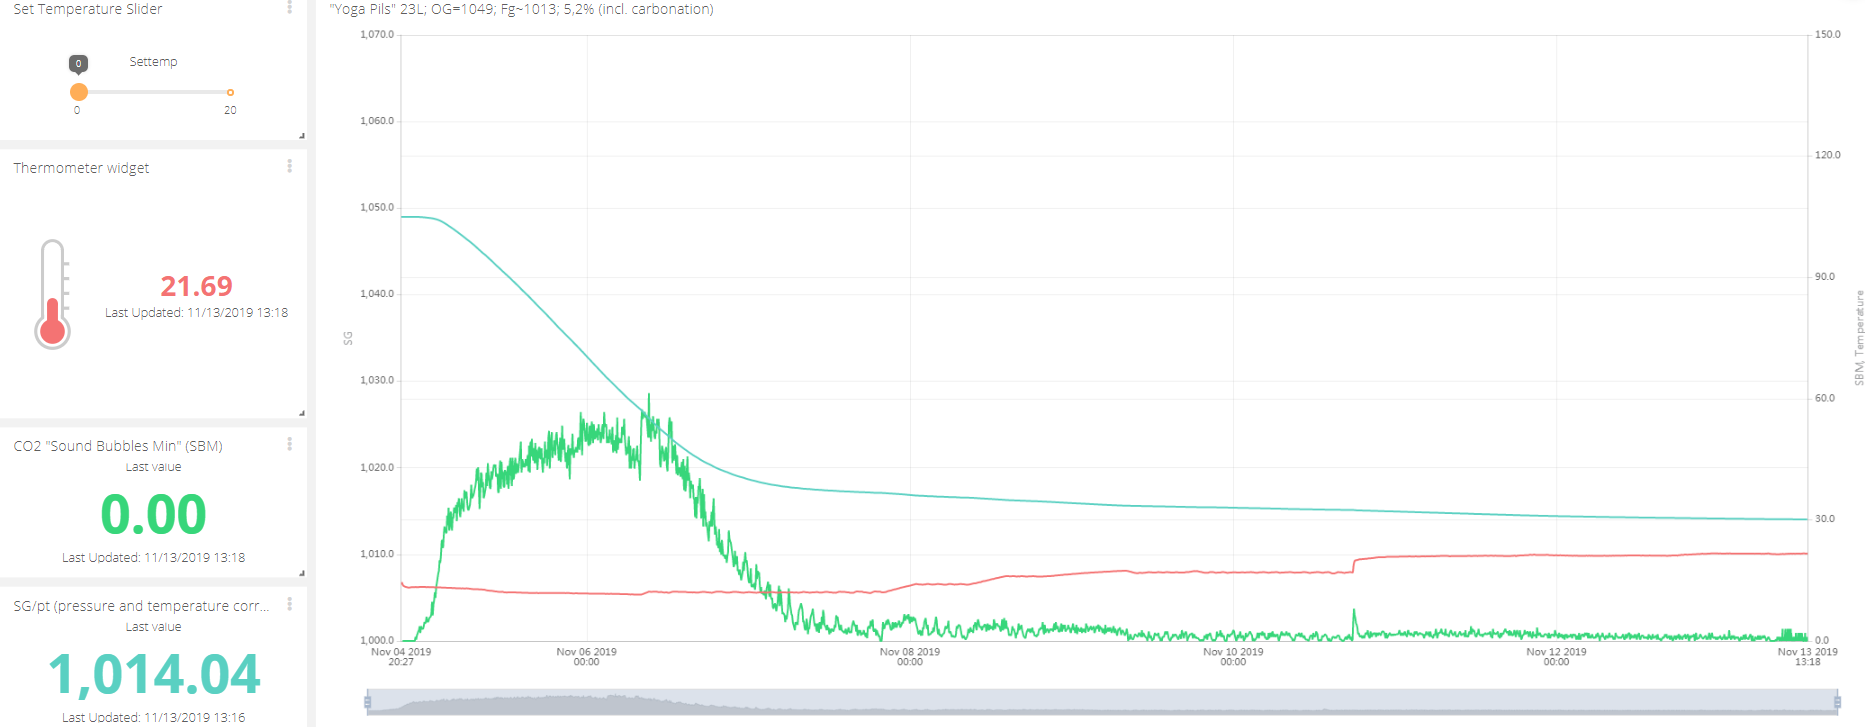 Set Temperature Slider
0
Settemp
0
20
Thermometer widget
21.69
Last Updated: 11/13/2019 13:18
CO2 "Sound Bubbles Min" (SBM)
Last value
0.00
Last Updated: 11/13/2019 13:18
SG/pt (pressure and temperature corr...
Last value
1,014.04
Last Updated: 11/13/2019 13:16
"Yoga Pils" 23L; OG=1049; Fg~1013; 5,2% (incl. carbonation)
1,070.0
1,060.0
1,050.0
1,040.0
1,030.0
1,020.0
1,010.0
1,000.0
SG
150.0
120.0
90.0
60.0
30.0
0.0
SBM, Temperature
Nov 04 2019
20:27
Nov 06 2019
00:00
Nov 08 2019
00:00
Nov 10 2019
00:00
Nov 12 2019
00:00
Nov 13 2019
13:18